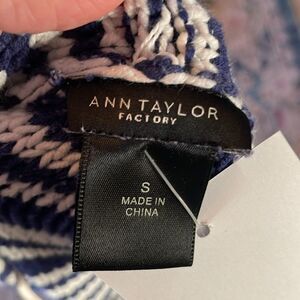 ANN TAYLOR
FACTORY
S
MADE IN
CHINA